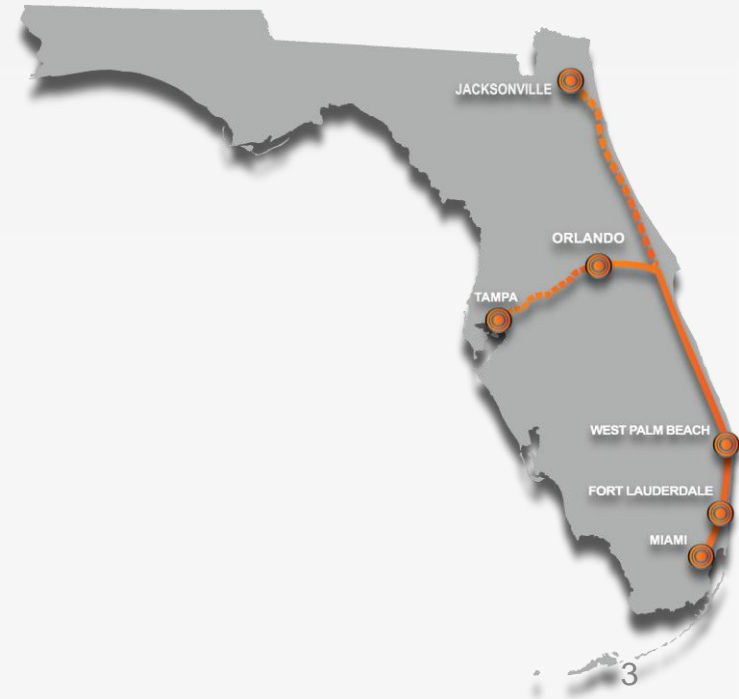 JACKSONVILLE
ORLANDO
TAMPA
WEST PALM BEACH
FORT LAUDERDALE
MIAMI
3